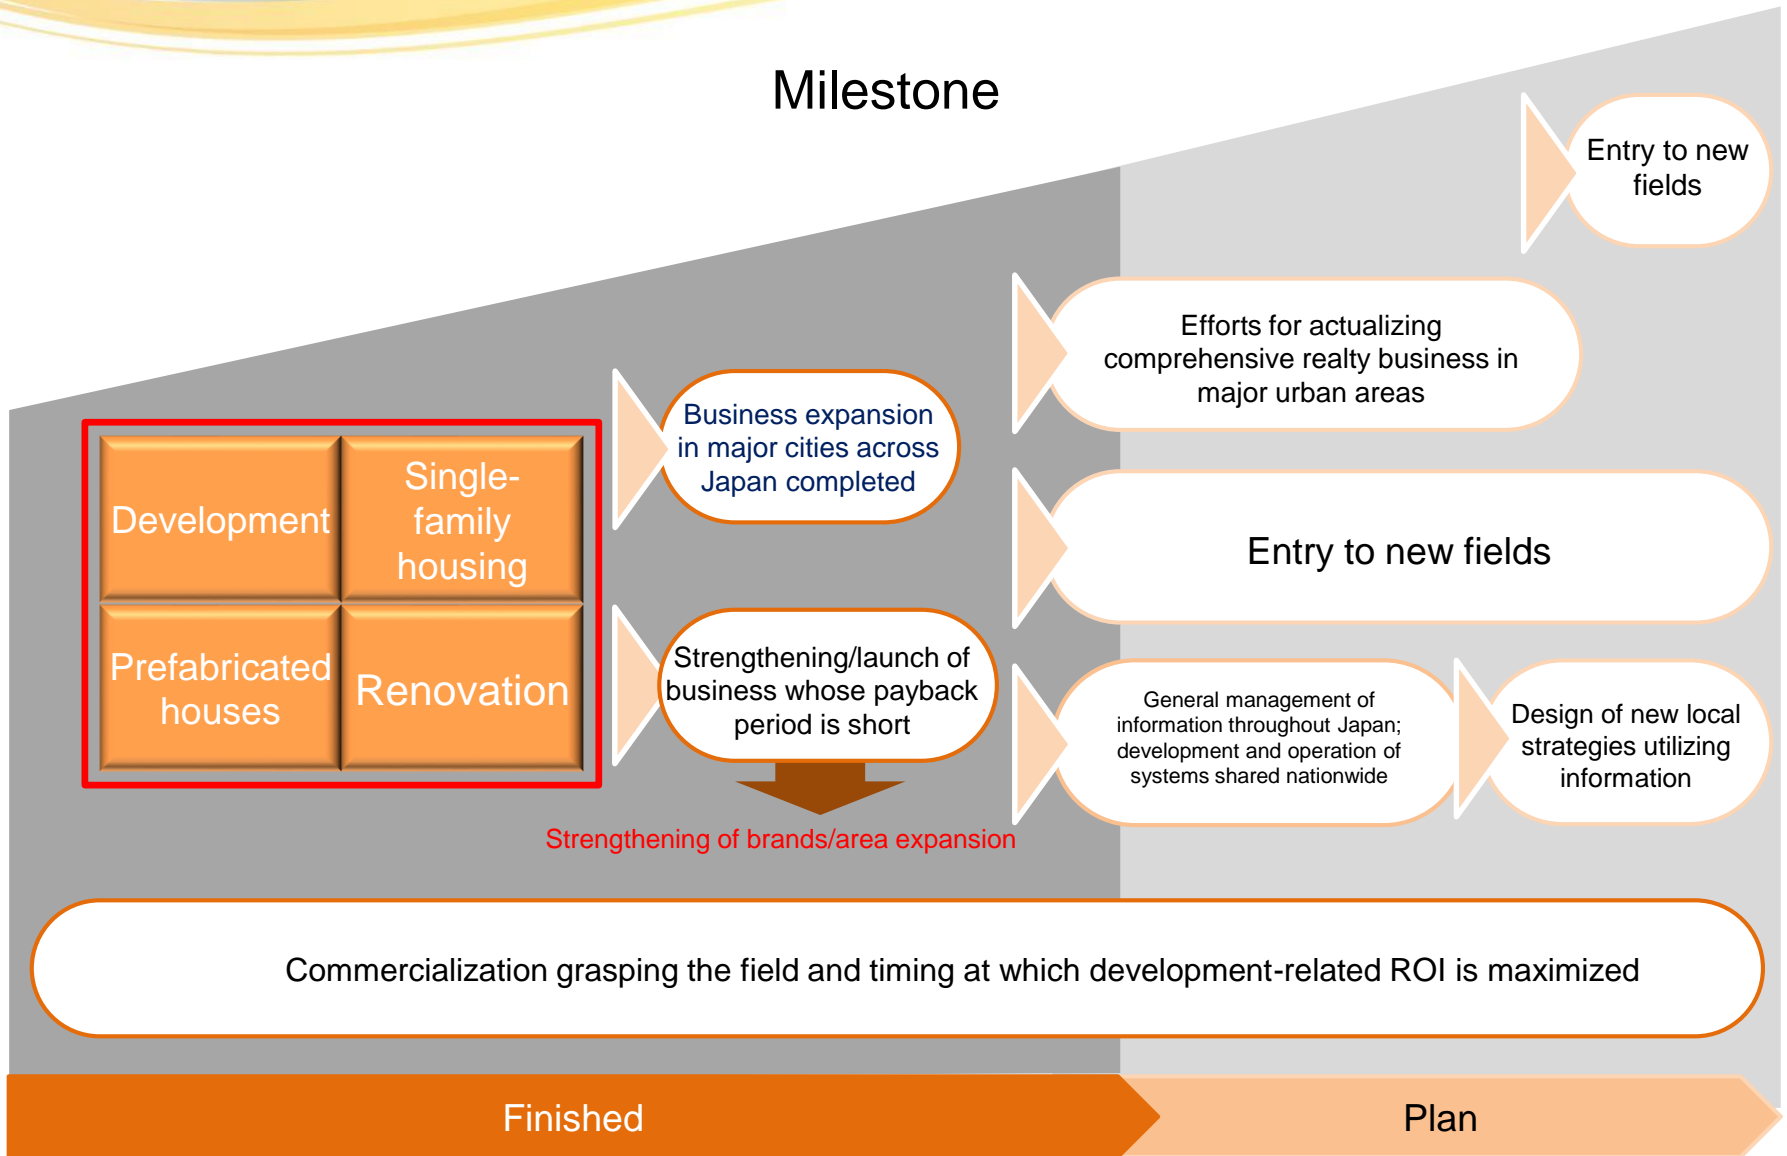 Milestone
Entry to new
fields
Efforts for actualizing
comprehensive realty business in
major urban areas
Business expansion
in major cities across
Japan completed
Development
Single-
family
housing
Prefabricated
houses
Renovation
Entry to new fields
Strengthening/launch of
business whose payback
period is short
General management of
information throughout Japan;
development and operation of
systems shared nationwide
Design of new local
strategies utilizing
information
Strengthening of brands/area expansion
Commercialization grasping the field and timing at which development-related ROI is maximized
Finished
Plan